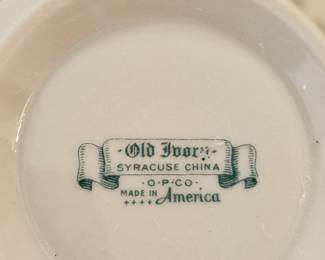 ·Old Ivory·
SYRACUSE CHINA
·O·P·CO·
MADE IN America
++++